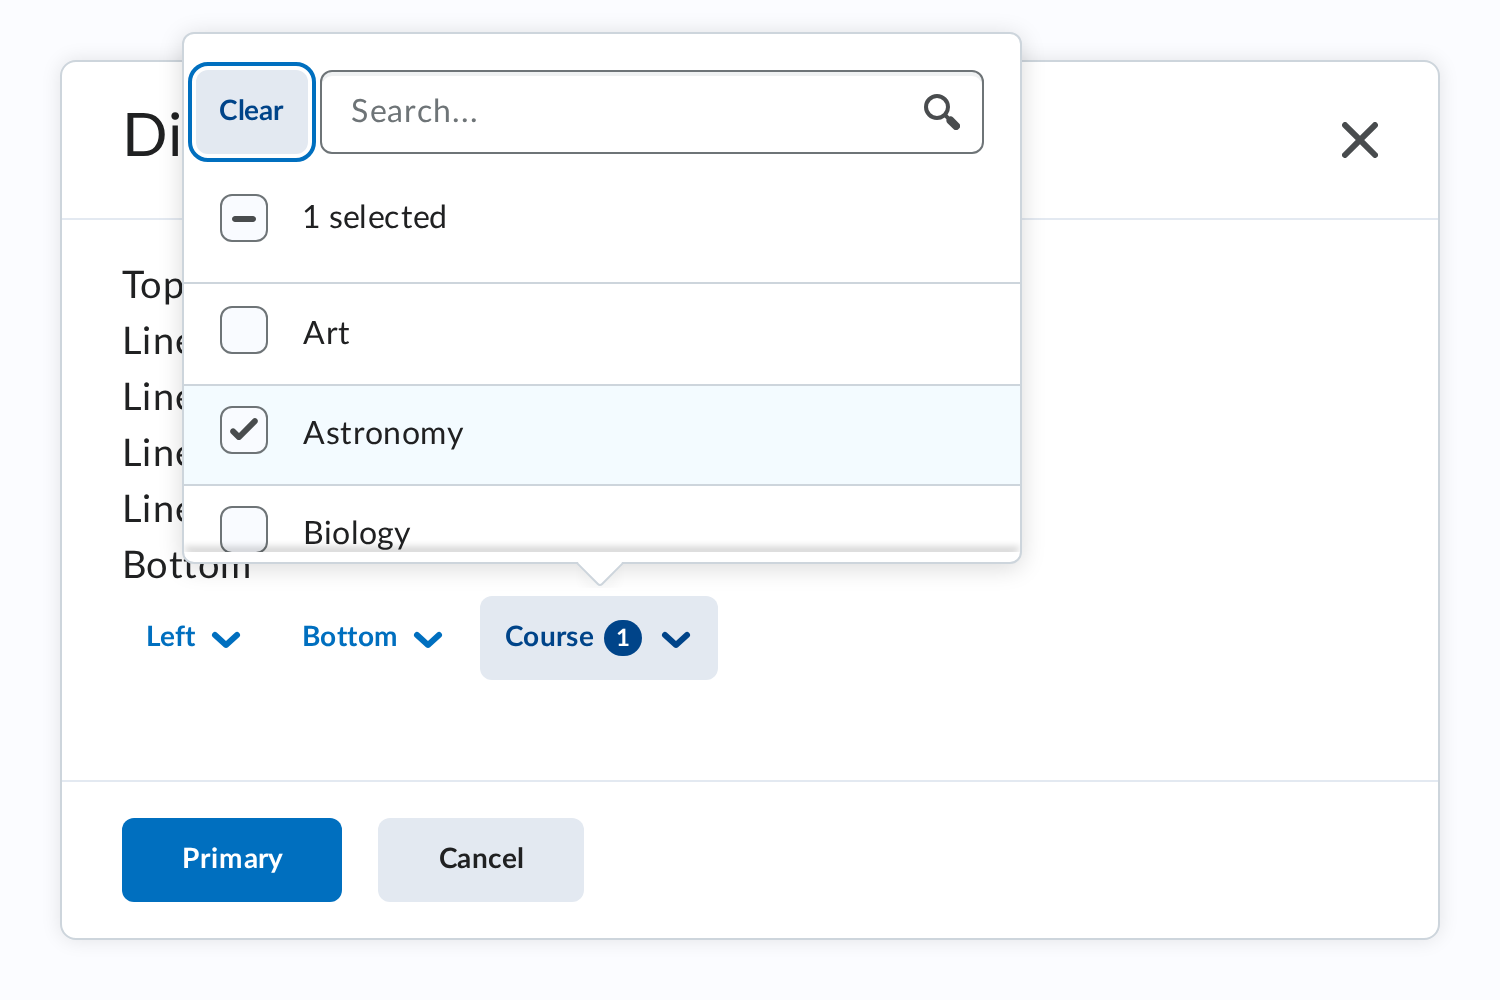 Clear Search...
Di
1 selected
Top
Art
Line
Line
Astronomy
Line
Line
Biology
Bottom
Left Bottom Course 1
Primary Cancel